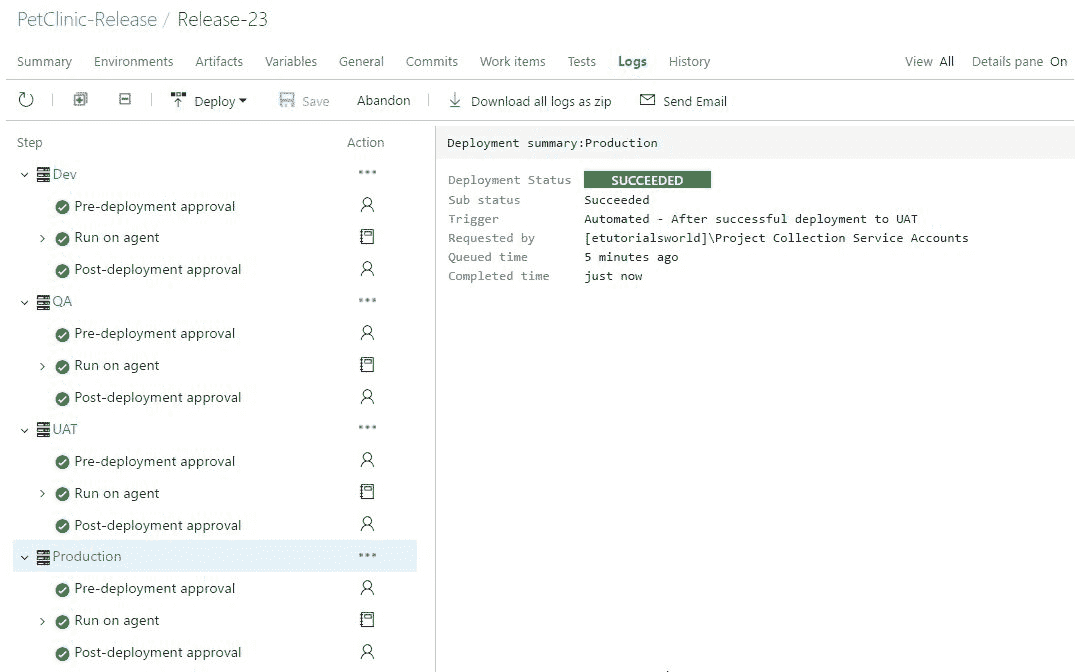 PetClinic-Release / Release-23
Summary Environments Artifacts Variables General Commits Work items Tests Logs History View All Details pane On
Deploy Save Abandon Download all logs as zip Send Email
Step Action
Deployment summary:Production
Dev
Deployment Status SUCCEEDED
Pre-deployment approval
Sub status Succeeded
Trigger Automated - After successful deployment to UAT
Run on agent
Requested by [etutorialsworld]\Project Collection Service Accounts
Queued time 5 minutes ago
Post-deployment approval
Completed time just now
QA
Pre-deployment approval
Run on agent
Post-deployment approval
UAT
Pre-deployment approval
Run on agent
Post-deployment approval
Production
Pre-deployment approval
Run on agent
Post-deployment approval